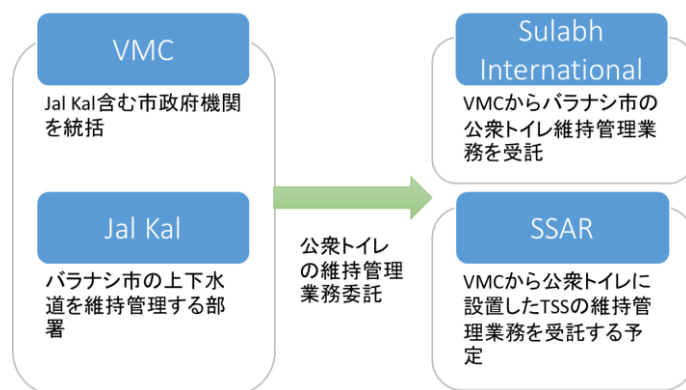 VMC
Jal Kal含む市政府機関
を統括
Jal Kal
バラナシ市の上下水
道を維持管理する部
署
公衆トイレ
の維持管理
業務委託
Sulabh
International
VMCからバラナシ市の
公衆トイレ維持管理業
務を受託
SSAR
VMCから公衆トイレに
設置したTSSの維持管
理業務を受託する予
定